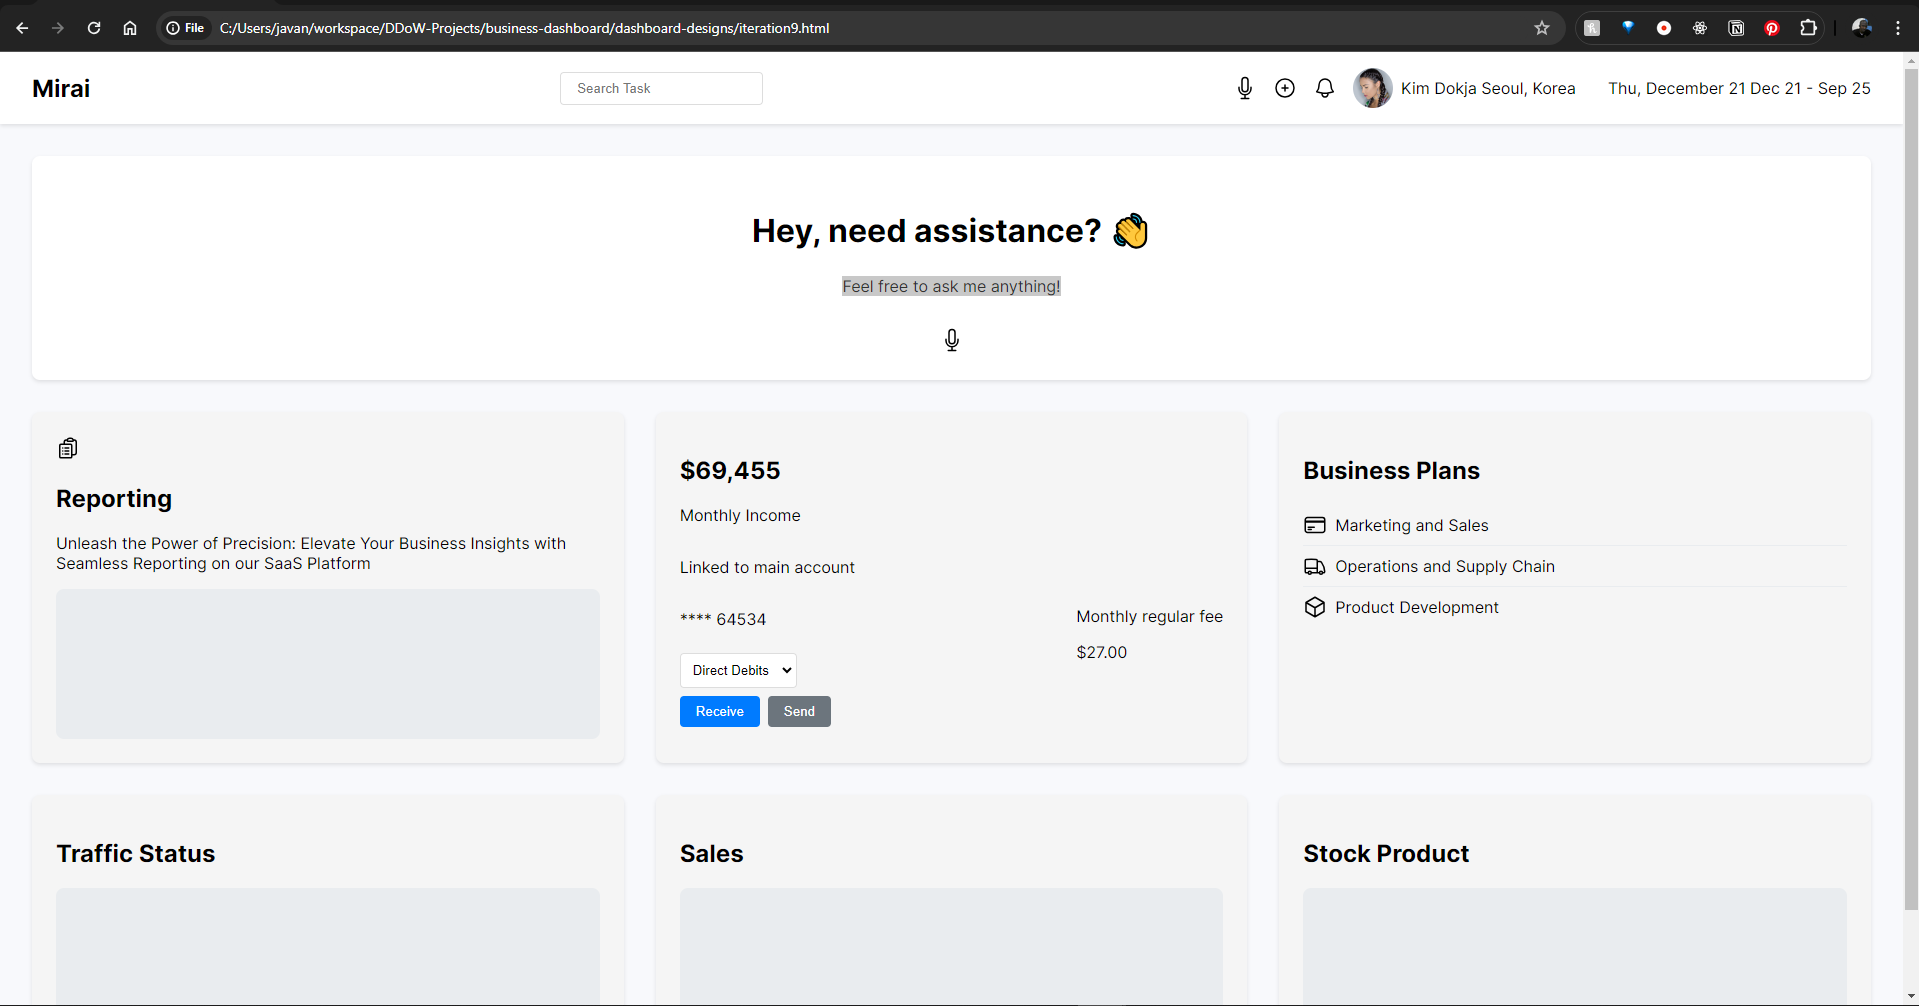 File C:/Users/javan/workspace/DDoW-Projects/business-dashboard/dashboard-designs/iteration9.html
Mirai
Search Task
Kim Dokja Seoul, Korea
Thu, December 21 Dec 21 - Sep 25
Hey, need assistance? 👋
Feel free to ask me anything!
Reporting
Unleash the Power of Precision: Elevate Your Business Insights with
Seamless Reporting on our SaaS Platform
$69,455
Monthly Income
Linked to main account
**** 64534
Direct Debits
Receive
Send
Monthly regular fee
$27.00
Business Plans
Marketing and Sales
Operations and Supply Chain
Product Development
Traffic Status
Sales
Stock Product